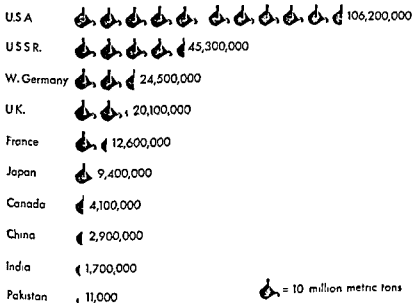 U.S.A 106,200,000
U S S R. 45,300,000
W. Germany 24,500,000
U K. 20,100,000
France 12,600,000
Japan 9,400,000
Canada 4,100,000
China 2,900,000
India 1,700,000
Pakistan 11,000
= 10 million metric tons